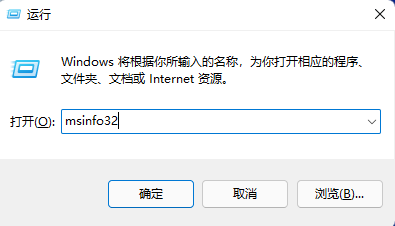 运行
Windows 将根据你所输入的名称，为你打开相应的程序、
文件夹、文档或 Internet 资源。
打开(O): msinfo32
确定 取消 浏览(B)...